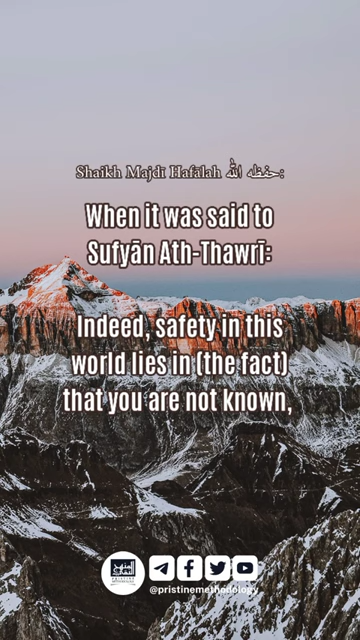 Shaikh Majdī Hafālah حفظه الله:
When it was said to
Sufyān Ath-Thawrī:
Indeed, safety in this
world lies in (the fact)
that you are not known,
@pristinemethodology